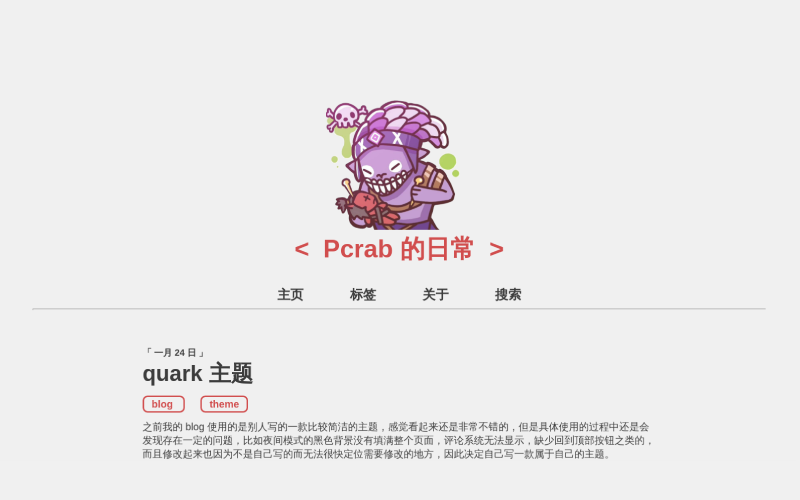 < Pcrab 的日常 >
主页 标签 关于 搜索
「 一月 24 日 」
quark 主题
blog theme
之前我的 blog 使用的是别人写的一款比较简洁的主题，感觉看起来还是非常不错的，但是具体使用的过程中还是会
发现存在一定的问题，比如夜间模式的黑色背景没有填满整个页面，评论系统无法显示，缺少回到顶部按钮之类的，
而且修改起来也因为不是自己写的而无法很快定位需要修改的地方，因此决定自己写一款属于自己的主题。